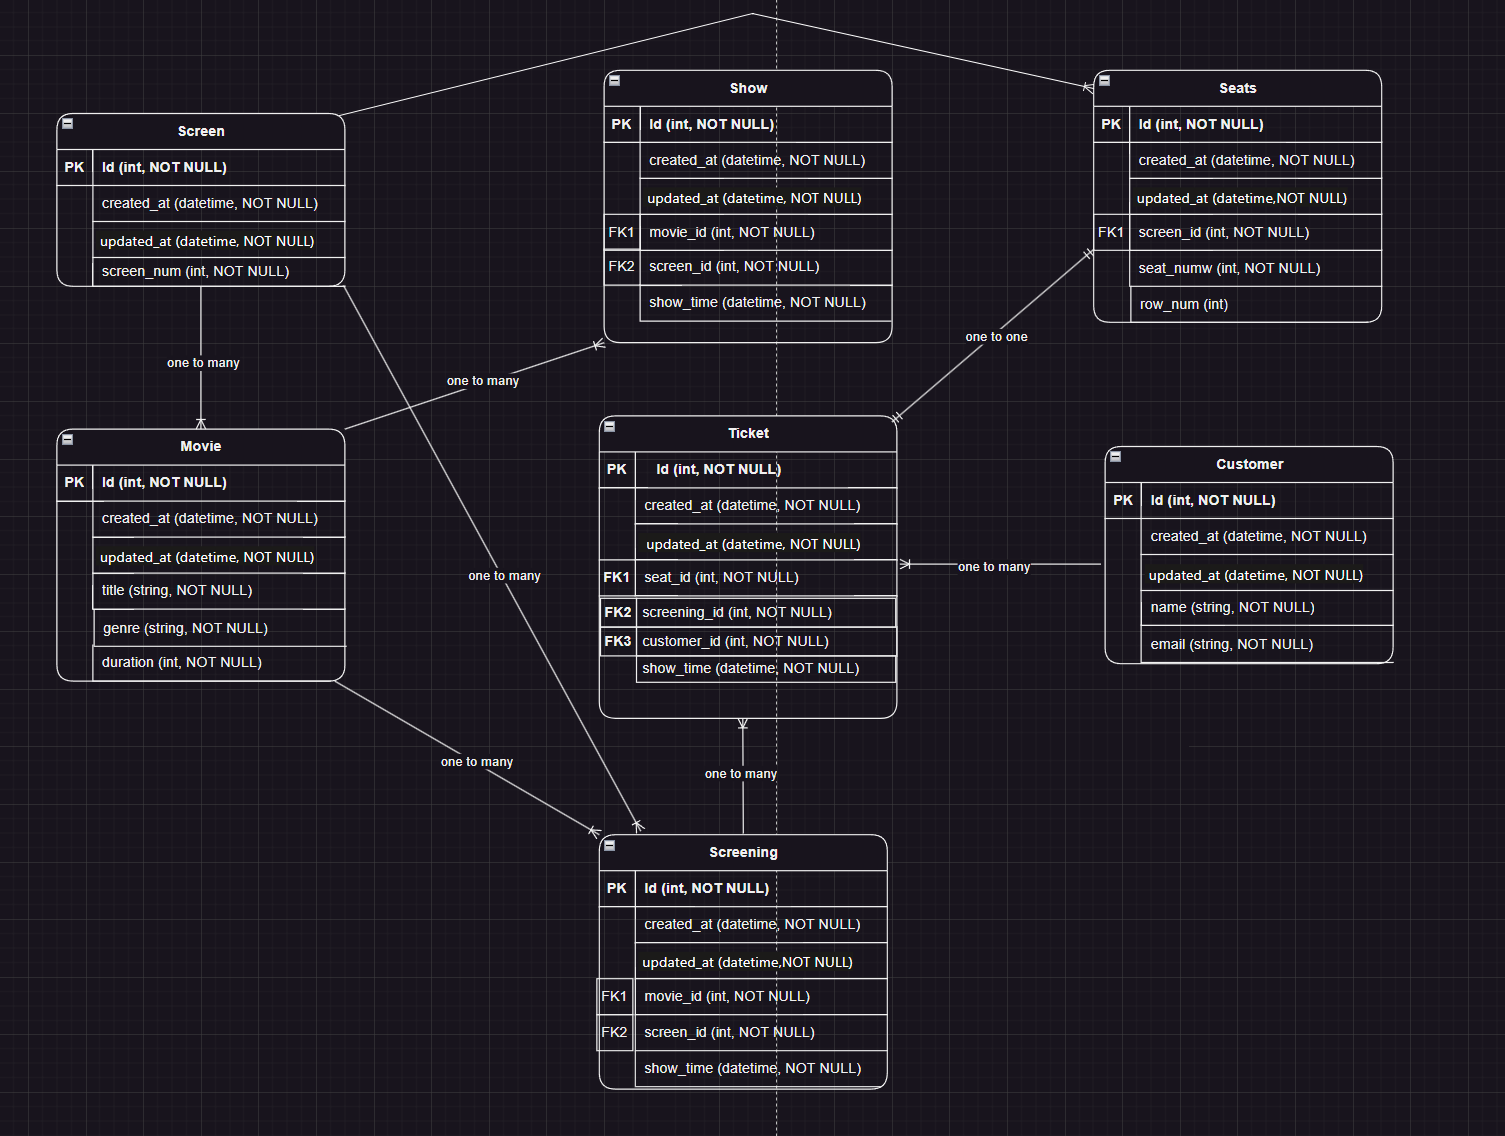 Screen
PK Id (int, NOT NULL)
created_at (datetime, NOT NULL)
updated_at (datetime, NOT NULL)
screen_num (int, NOT NULL)
Show
PK Id (int, NOT NULL)
created_at (datetime, NOT NULL)
updated_at (datetime, NOT NULL)
FK1 movie_id (int, NOT NULL)
FK2 screen_id (int, NOT NULL)
show_time (datetime, NOT NULL)
Seats
PK Id (int, NOT NULL)
created_at (datetime, NOT NULL)
updated_at (datetime,NOT NULL)
FK1 screen_id (int, NOT NULL)
seat_numw (int, NOT NULL)
row_num (int)
one to many
one to many
one to one
Movie
PK Id (int, NOT NULL)
created_at (datetime, NOT NULL)
updated_at (datetime, NOT NULL)
title (string, NOT NULL)
genre (string, NOT NULL)
duration (int, NOT NULL)
one to many
Ticket
PK Id (int, NOT NULL)
created_at (datetime, NOT NULL)
updated_at (datetime, NOT NULL)
FK1 seat_id (int, NOT NULL)
FK2 screening_id (int, NOT NULL)
FK3 customer_id (int, NOT NULL)
show_time (datetime, NOT NULL)
one to many
Customer
PK Id (int, NOT NULL)
created_at (datetime, NOT NULL)
updated_at (datetime, NOT NULL)
name (string, NOT NULL)
email (string, NOT NULL)
one to many
one to many
Screening
PK Id (int, NOT NULL)
created_at (datetime, NOT NULL)
updated_at (datetime,NOT NULL)
FK1 movie_id (int, NOT NULL)
FK2 screen_id (int, NOT NULL)
show_time (datetime, NOT NULL)